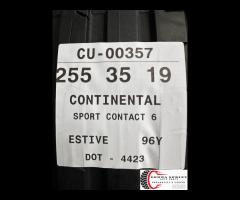 CU-00357
255 35 19
CONTINENTAL
SPORT CONTACT 6
ESTIVE 96Y
DOT - 4423